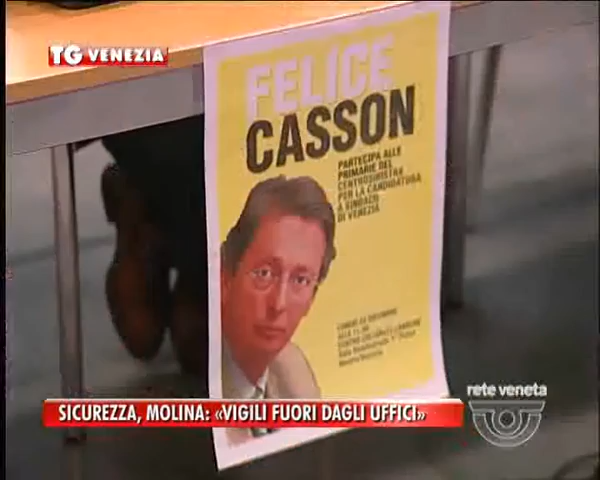 TG VENEZIA
FELICE
CASSON
PARTECIPA ALLE
PRIMARIE DEL
CENTROSINISTRA
PER LA CANDIDATURA
A SINDACO
DI VENEZIA
rete veneta
SICUREZZA, MOLINA: «VIGILI FUORI DAGLI UFFICI»